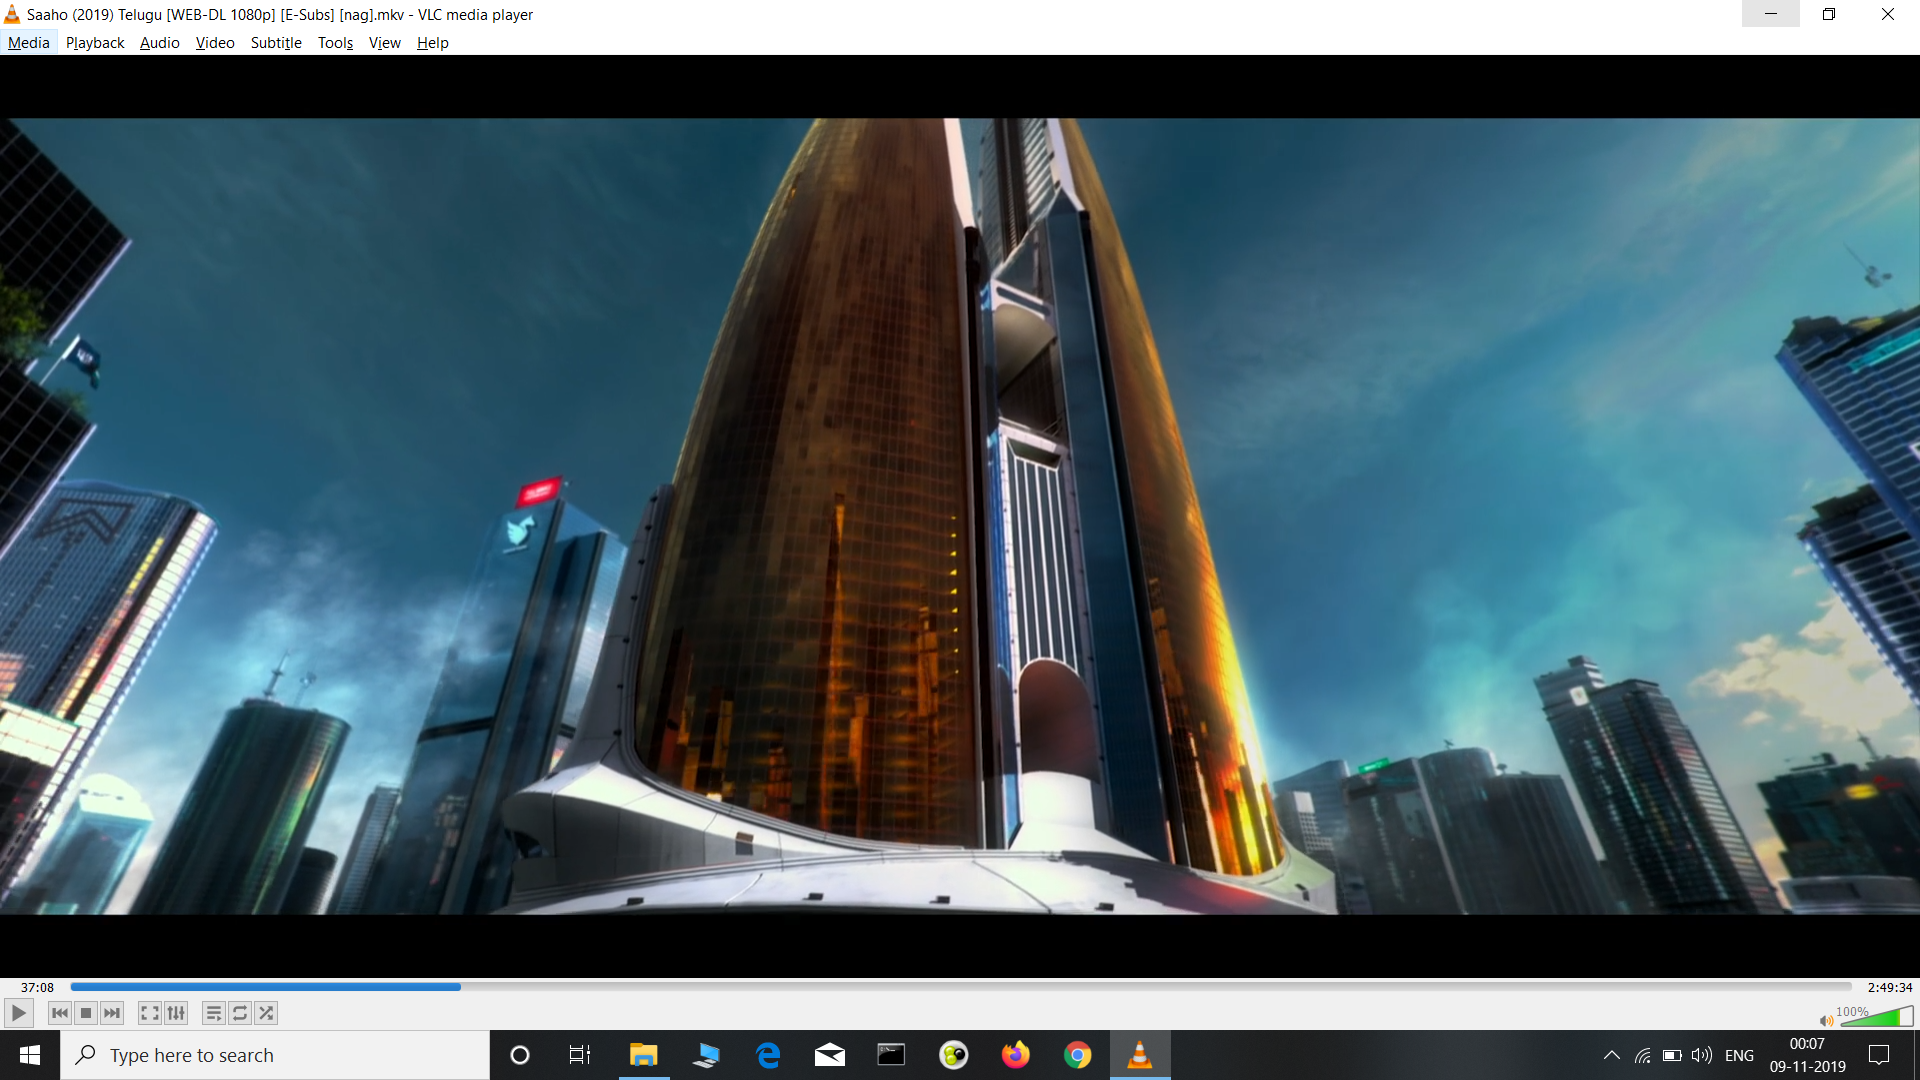 Saaho (2019) Telugu [WEB-DL 1080p] [E-Subs] [nag].mkv - VLC media player
Media Playback Audio Video Subtitle Tools View Help
37:08
2:49:34
100%
Type here to search
ENG
00:07
09-11-2019